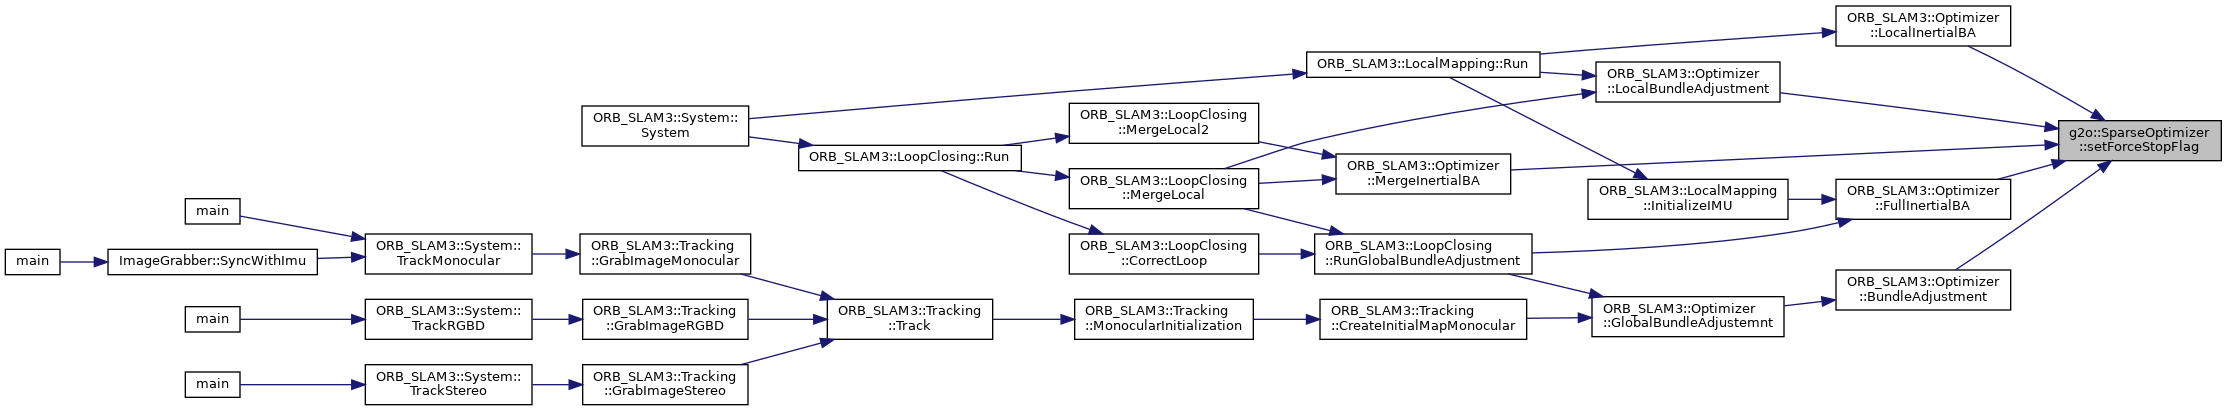 ORB_SLAM3::Optimizer
::LocalInertialBA
ORB_SLAM3::LocalMapping::Run
ORB_SLAM3::Optimizer
::LocalBundleAdjustment
ORB_SLAM3::System::
System
ORB_SLAM3::LoopClosing
::MergeLocal2
g2o::SparseOptimizer
::setForceStopFlag
ORB_SLAM3::LoopClosing::Run
ORB_SLAM3::Optimizer
::MergeInertialBA
ORB_SLAM3::LoopClosing
::MergeLocal
ORB_SLAM3::LocalMapping
::InitializeIMU
ORB_SLAM3::Optimizer
::FullInertialBA
main
ORB_SLAM3::System::
TrackMonocular
ORB_SLAM3::Tracking
::GrabImageMonocular
ORB_SLAM3::LoopClosing
::CorrectLoop
ORB_SLAM3::LoopClosing
::RunGlobalBundleAdjustment
main
ImageGrabber::SyncWithImu
ORB_SLAM3::Optimizer
::BundleAdjustment
main
ORB_SLAM3::System::
TrackRGBD
ORB_SLAM3::Tracking
::GrabImageRGBD
ORB_SLAM3::Tracking
::Track
ORB_SLAM3::Tracking
::MonocularInitialization
ORB_SLAM3::Tracking
::CreateInitialMapMonocular
ORB_SLAM3::Optimizer
::GlobalBundleAdjustemnt
main
ORB_SLAM3::System::
TrackStereo
ORB_SLAM3::Tracking
::GrabImageStereo